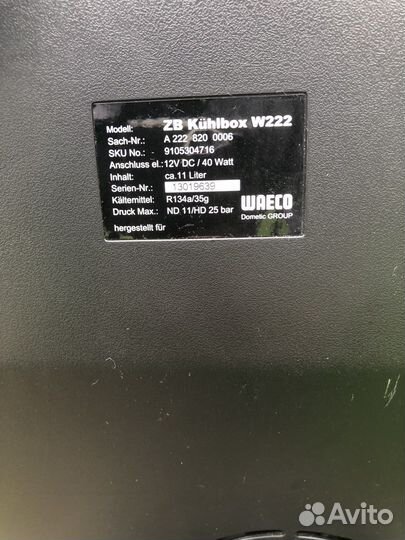 Modell: ZB Kühlbox W222
Sach-Nr.: A 222 820 0006
SKU No.: 9105304716
Anschluss el.: 12V DC / 40 Watt
Inhalt: ca. 11 Liter
Serien-Nr.: 13019639
Kältemittel: R134a/35g
Druck Max.: ND 11/HD 25 bar
hergestellt für
WAECO
Dometic GROUP
Avito